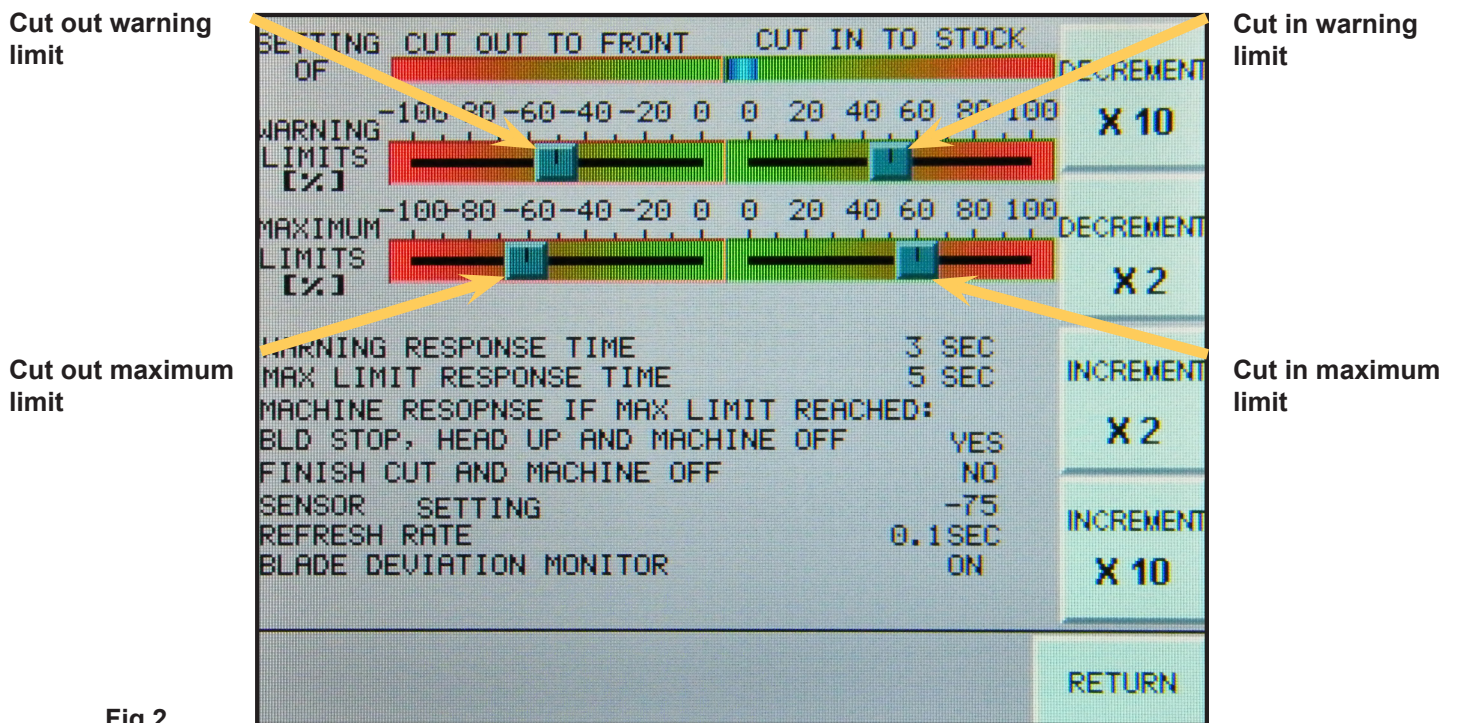 Cut out warning
limit
Cut in warning
limit
SETTING CUT OUT TO FRONT CUT IN TO STOCK
OF
DECREMENT
X 10
-100-80-60-40-20 0 0 20 40 60 80 100
WARNING
LIMITS
[%]
-100-80-60-40-20 0 0 20 40 60 80 100
MAXIMUM
LIMITS
[%]
DECREMENT
X 2
WARNING RESPONSE TIME 3 SEC
MAX LIMIT RESPONSE TIME 5 SEC
MACHINE RESOPNSE IF MAX LIMIT REACHED:
BLD STOP, HEAD UP AND MACHINE OFF YES
FINISH CUT AND MACHINE OFF NO
SENSOR SETTING -75
REFRESH RATE 0.1SEC
BLADE DEVIATION MONITOR ON
INCREMENT
X 2
INCREMENT
X 10
RETURN
Cut out maximum
limit
Cut in maximum
limit
Fig 2